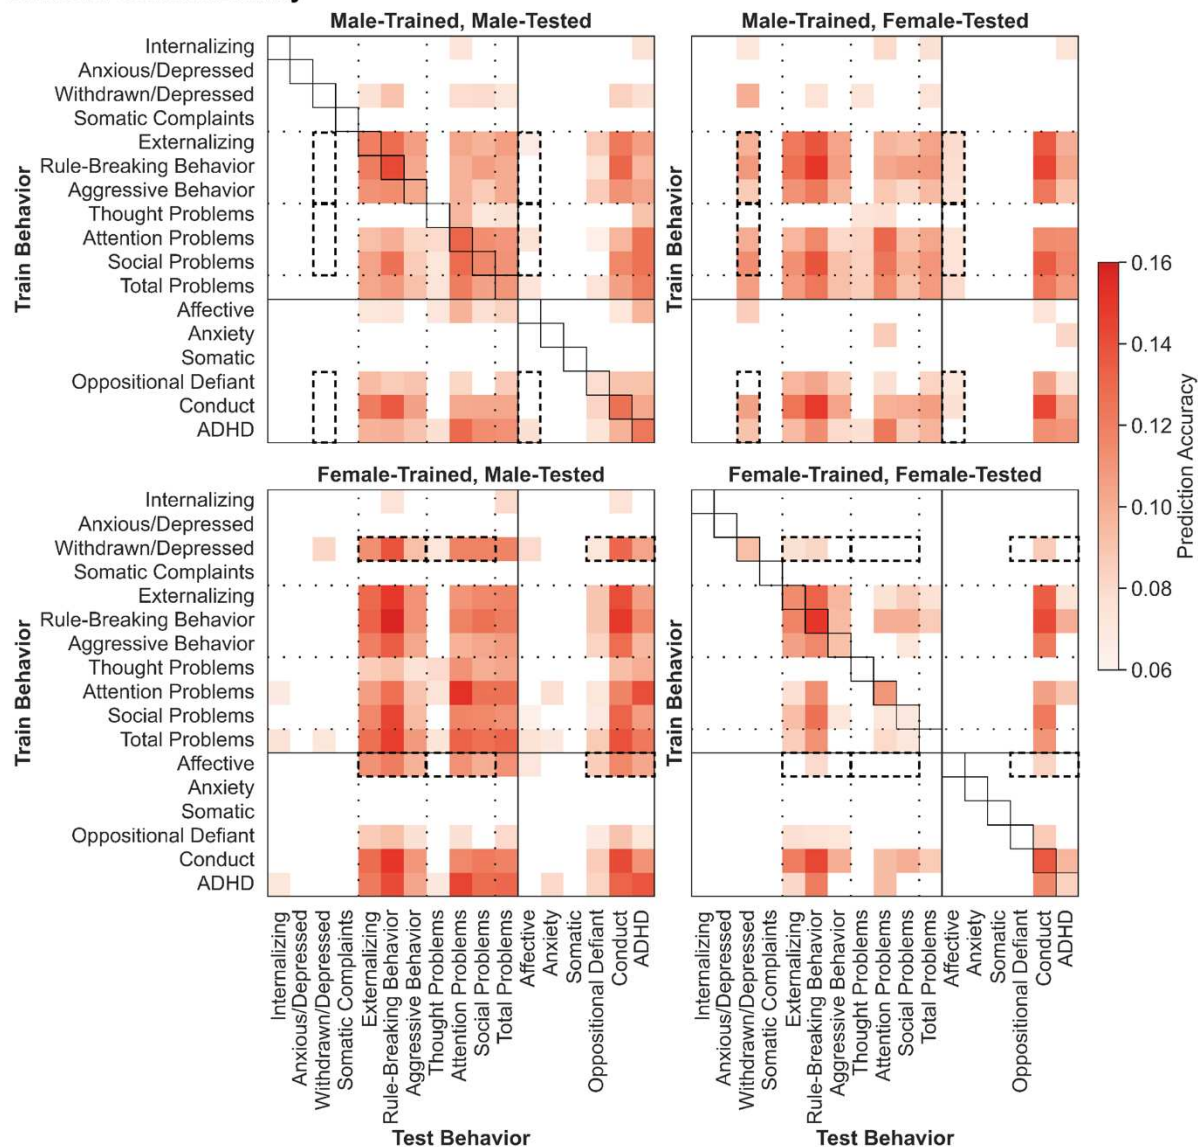 Male-Trained, Male-Tested
Male-Trained, Female-Tested
Train Behavior
Internalizing
Anxious/Depressed
Withdrawn/Depressed
Somatic Complaints
Externalizing
Rule-Breaking Behavior
Aggressive Behavior
Thought Problems
Attention Problems
Social Problems
Total Problems
Affective
Anxiety
Somatic
Oppositional Defiant
Conduct
ADHD
Train Behavior
0.16
0.14
0.12
0.10
0.08
0.06
Prediction Accuracy
Female-Trained, Male-Tested
Female-Trained, Female-Tested
Train Behavior
Internalizing
Anxious/Depressed
Withdrawn/Depressed
Somatic Complaints
Externalizing
Rule-Breaking Behavior
Aggressive Behavior
Thought Problems
Attention Problems
Social Problems
Total Problems
Affective
Anxiety
Somatic
Oppositional Defiant
Conduct
ADHD
Train Behavior
Internalizing
Anxious/Depressed
Withdrawn/Depressed
Somatic Complaints
Externalizing
Rule-Breaking Behavior
Aggressive Behavior
Thought Problems
Attention Problems
Social Problems
Total Problems
Affective
Anxiety
Somatic
Oppositional Defiant
Conduct
ADHD
Internalizing
Anxious/Depressed
Withdrawn/Depressed
Somatic Complaints
Externalizing
Rule-Breaking Behavior
Aggressive Behavior
Thought Problems
Attention Problems
Social Problems
Total Problems
Affective
Anxiety
Somatic
Oppositional Defiant
Conduct
ADHD
Test Behavior
Test Behavior